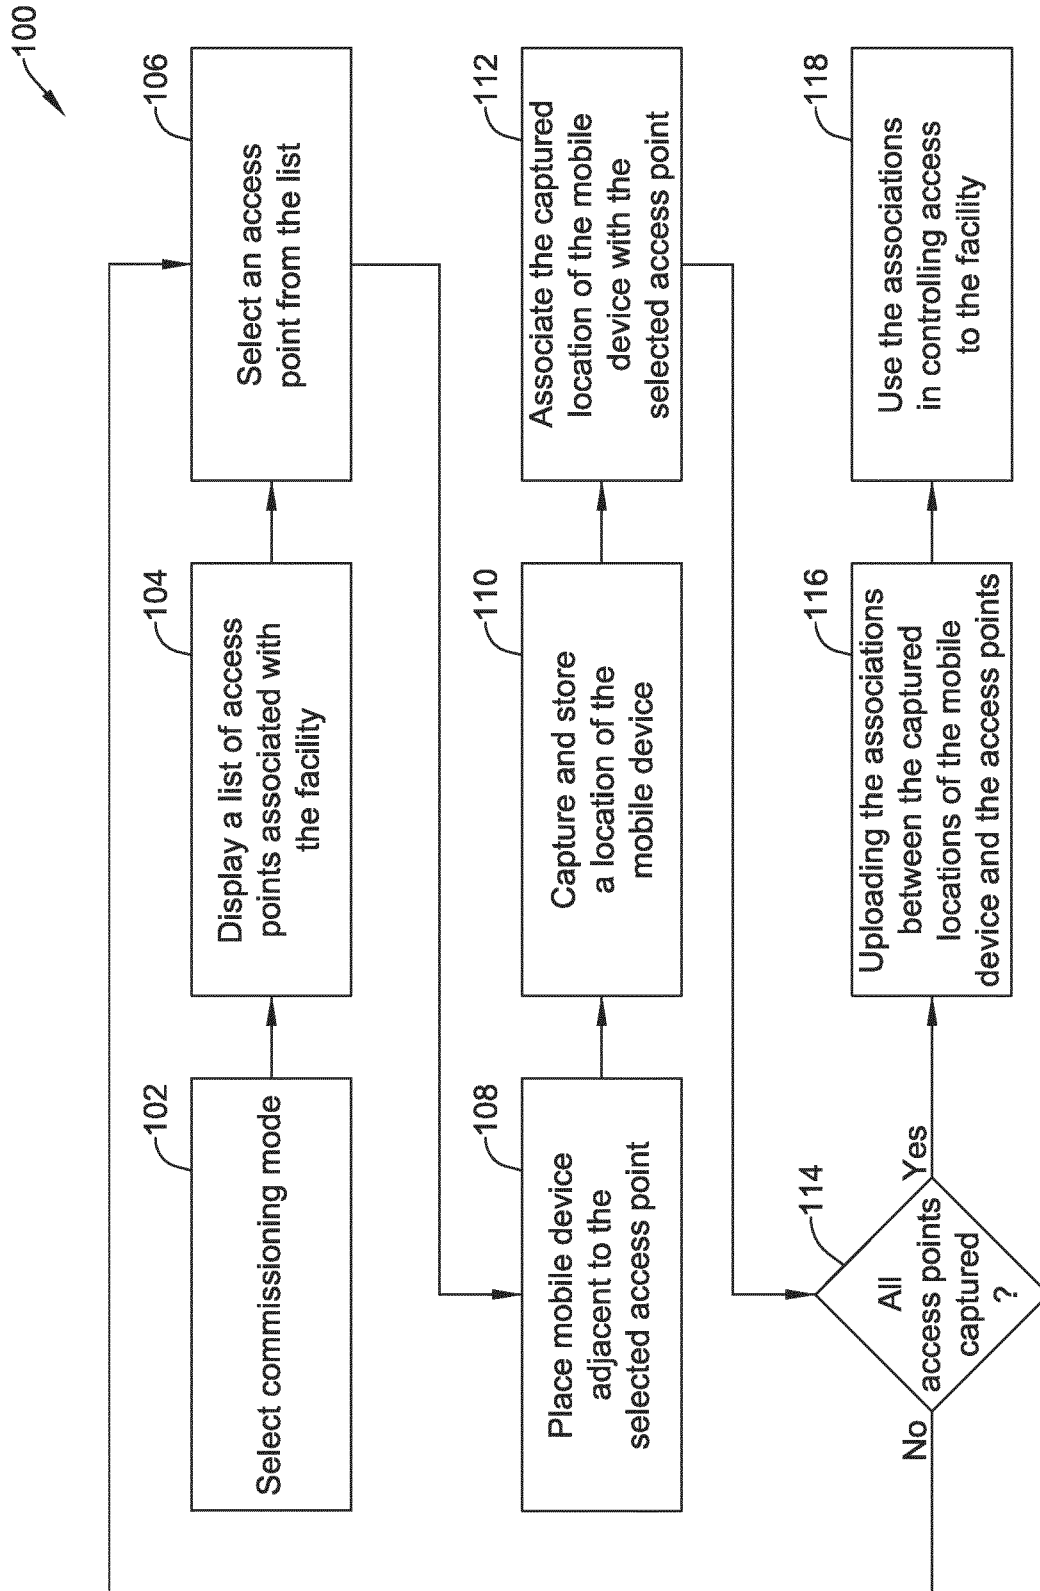 100
102
Select commissioning mode
104
Display a list of access
points associated with
the facility
106
Select an access
point from the list
108
Place mobile device
adjacent to the
selected access point
110
Capture and store
a location of the
mobile device
112
Associate the captured
location of the mobile
device with the
selected access point
114
All
access points
captured
?
No
Yes
116
Uploading the associations
between the captured
locations of the mobile
device and the access points
118
Use the associations
in controlling access
to the facility